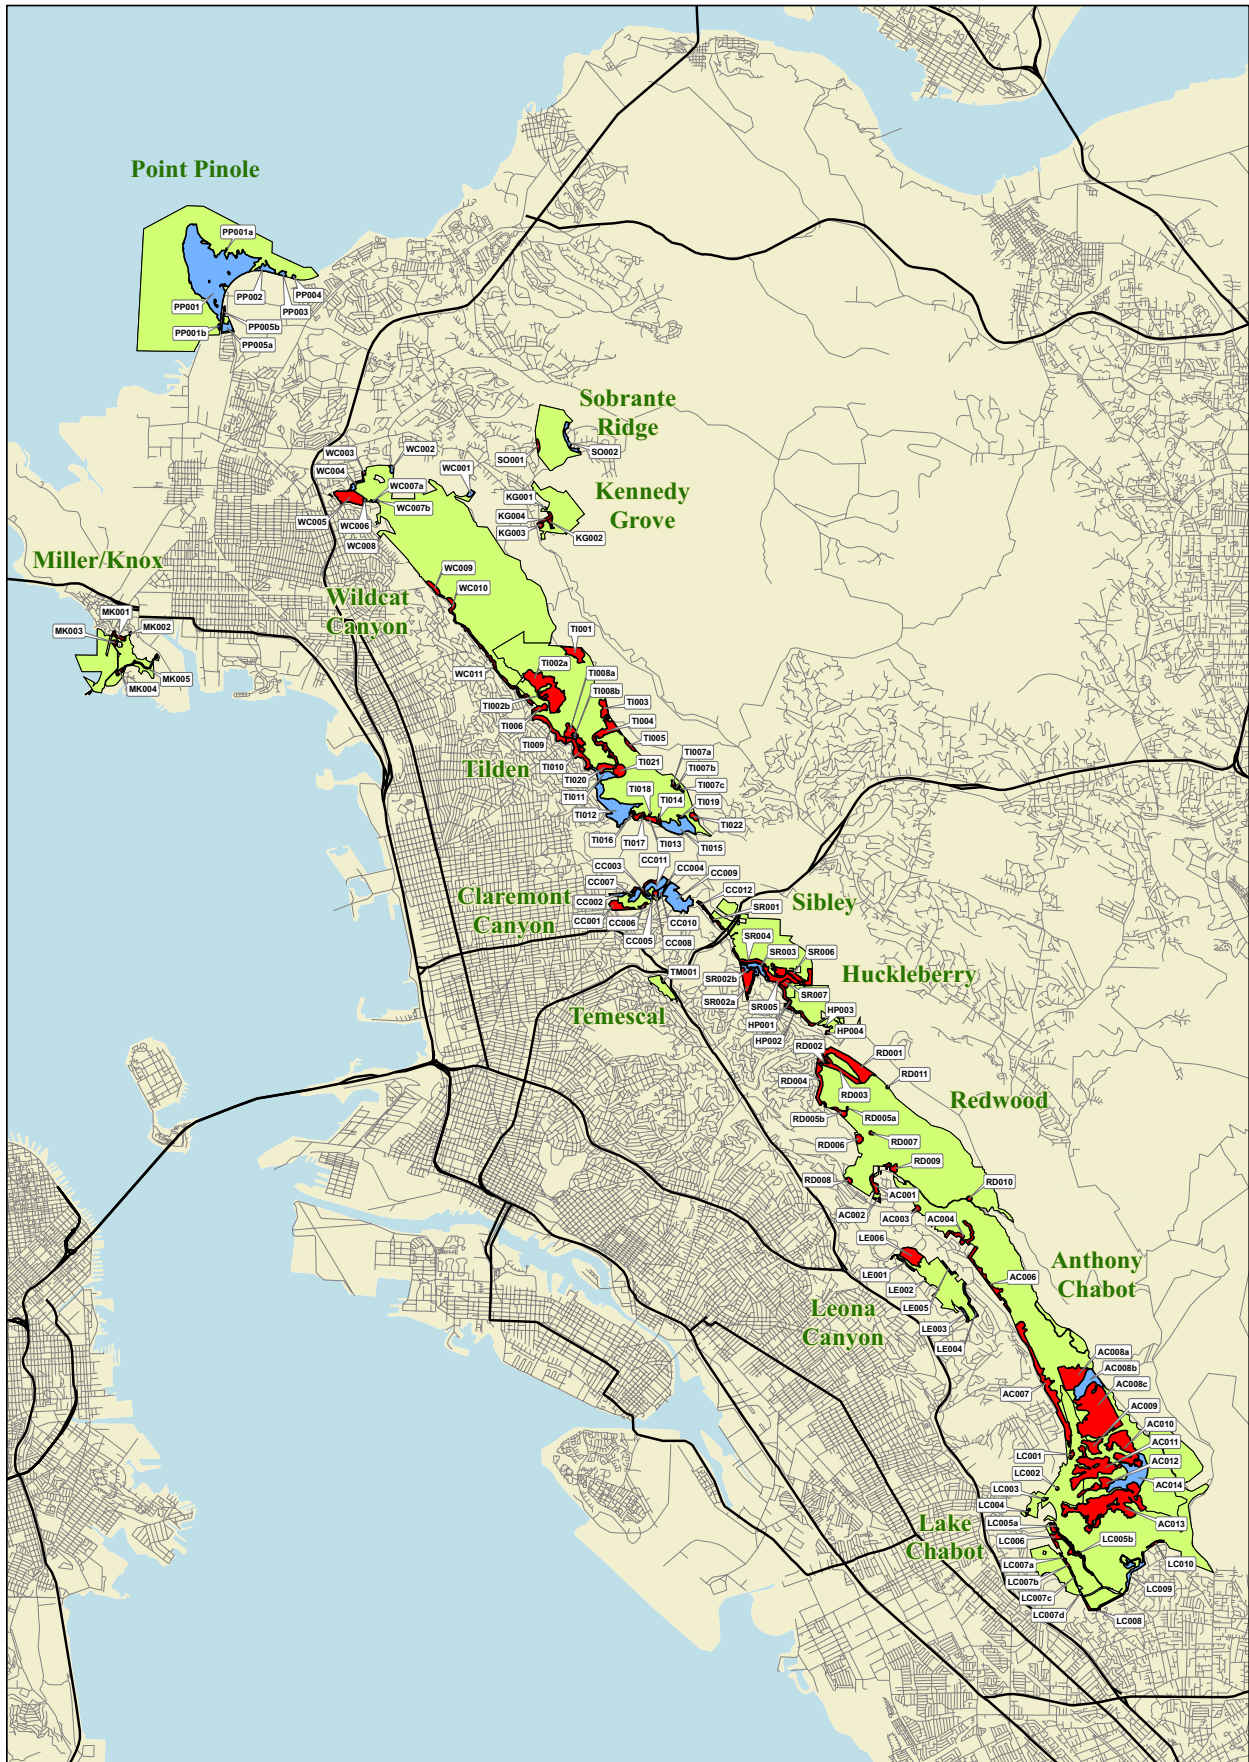 Point Pinole
PP001a
PP002
PP004
PP003
PP001
PP005b
PP001b
PP005a
Sobrante
Ridge
SO001
SO002
WC003
WC002
WC004
WC001
WC007a
WC005
WC006
WC007b
WC008
KG001
KG004
KG003
KG002
Kennedy
Grove
Miller/Knox
MK001
MK003
MK002
MK005
MK004
WC009
WC010
Wildcat
Canyon
WC011
TI001
TI002a
TI008a
TI008b
TI002b
TI003
TI006
TI004
TI009
TI005
Tilden
TI010
TI021
TI007a
TI007b
TI020
TI007c
TI011
TI018
TI014
TI019
TI012
TI022
TI016
TI017
TI013
TI015
CC011
CC003
CC004
CC007
CC009
CC012
CC002
Claremont
Canyon
CC001
CC006
CC010
CC005
CC008
SR001
Sibley
SR004
SR003
SR006
Huckleberry
TM001
SR002b
SR002a
SR007
SR005
Temescal
HP003
HP001
HP004
HP002
RD002
RD001
RD004
RD011
RD003
Redwood
RD005b
RD005a
RD006
RD007
RD009
RD008
RD010
AC001
AC002
AC003
AC004
LE006
Anthony
Chabot
LE001
AC006
LE002
LE005
Leona
Canyon
LE003
LE004
AC008a
AC008b
AC008c
AC007
AC009
AC010
AC011
LC001
AC012
LC002
AC014
LC003
LC004
AC013
LC005a
Lake
Chabot
LC006
LC005b
LC007a
LC010
LC007b
LC009
LC007c
LC007d
LC008